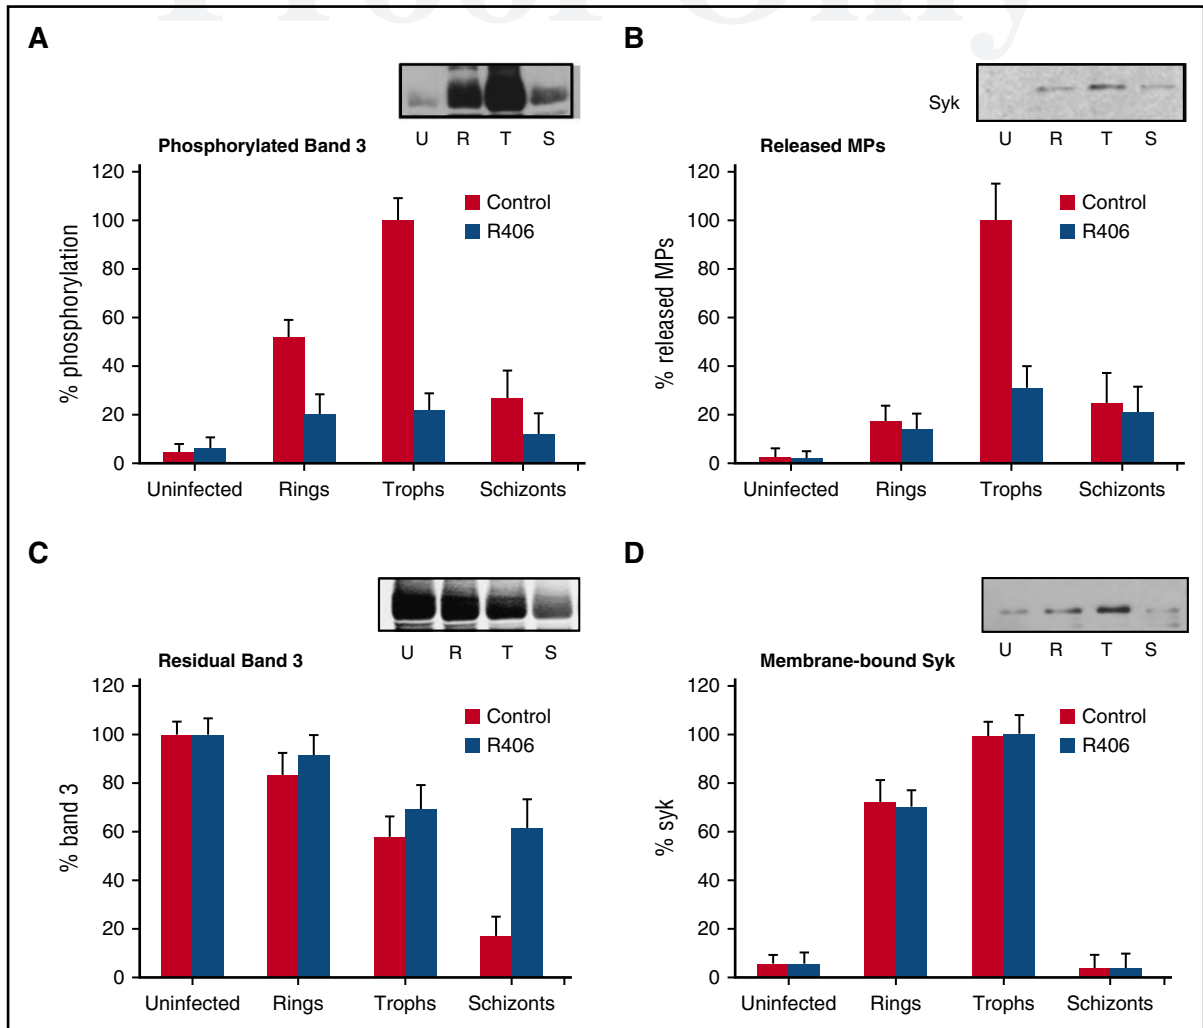 Proof Only
A
U R T S
Phosphorylated Band 3
% phosphorylation
120
100
80
60
40
20
0
Control
R406
Uninfected Rings Trophs Schizonts
B
Syk
U R T S
Released MPs
% released MPs
120
100
80
60
40
20
0
Control
R406
Uninfected Rings Trophs Schizonts
C
U R T S
Residual Band 3
% band 3
120
100
80
60
40
20
0
Control
R406
Uninfected Rings Trophs Schizonts
D
U R T S
Membrane-bound Syk
% syk
120
100
80
60
40
20
0
Control
R406
Uninfected Rings Trophs Schizonts